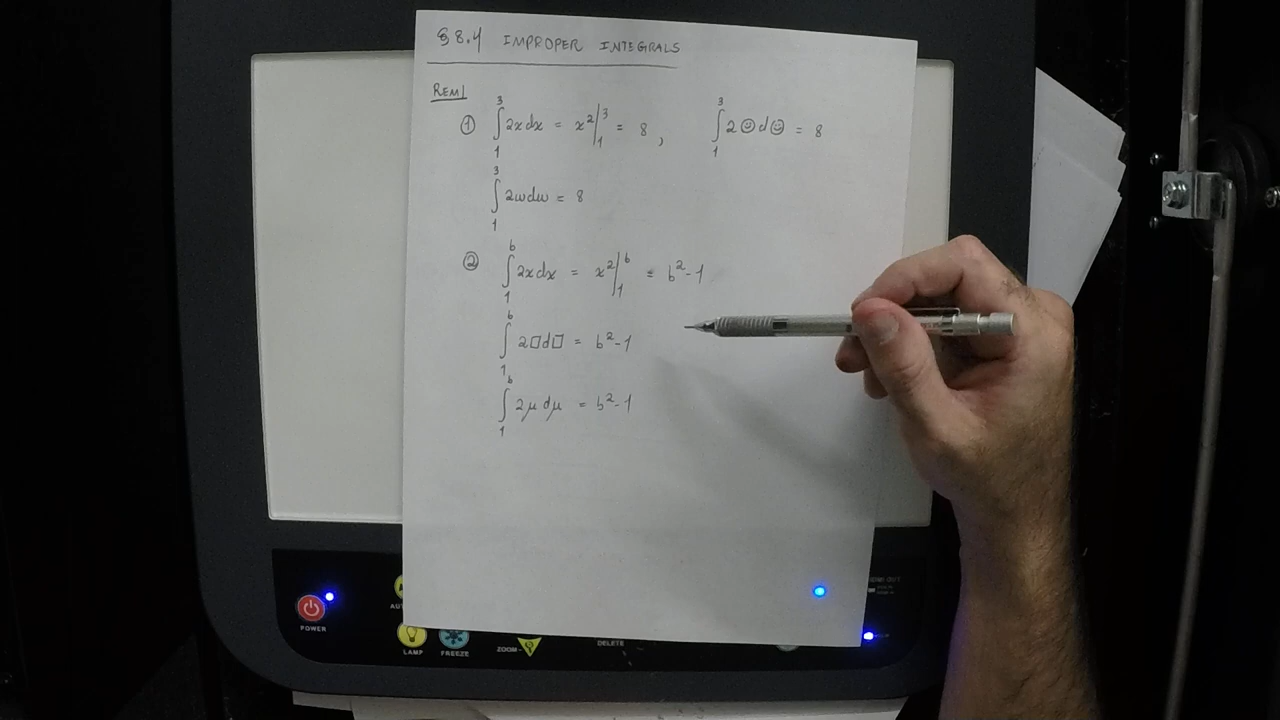 §8.4 IMPROPER INTEGRALS
REM
① ∫₁³ 2x dx = x²|₁³ = 8, ∫₁³ 2☺d☺ = 8
∫₁³ 2w dw = 8
② ∫₁ᵇ 2x dx = x²|₁ᵇ = b²-1
∫₁ᵇ 2□d□ = b²-1
∫₁ᵇ 2μ dμ = b²-1
POWER
LAMP
FREEZE
ZOOM-
DELETE